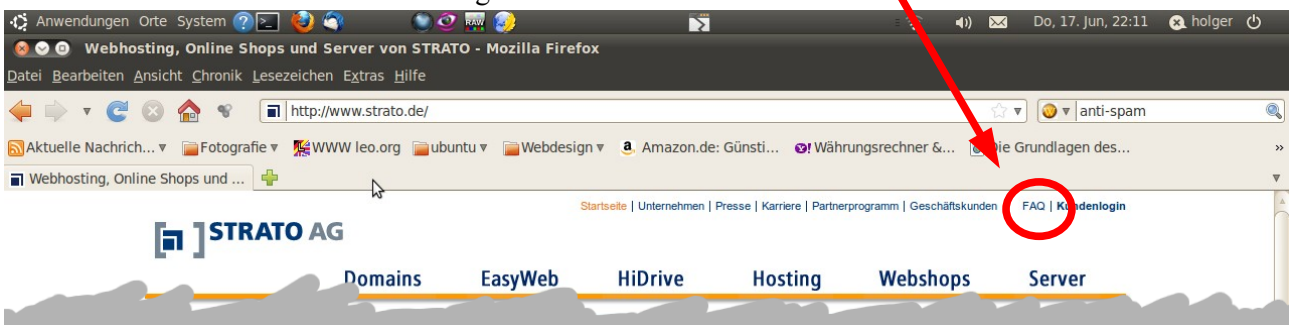 Anwendungen Orte System RAW Do, 17. Jun, 22:11 holger
Webhosting, Online Shops und Server von STRATO - Mozilla Firefox
Datei Bearbeiten Ansicht Chronik Lesezeichen Extras Hilfe
http://www.strato.de/ anti-spam
Aktuelle Nachrich... Fotografie WWW leo.org ubuntu Webdesign Amazon.de: Günsti... Währungsrechner &... Die Grundlagen des... »
Webhosting, Online Shops und ...
Startseite | Unternehmen | Presse | Karriere | Partnerprogramm | Geschäftskunden FAQ | Kundenlogin
STRATO AG
Domains EasyWeb HiDrive Hosting Webshops Server